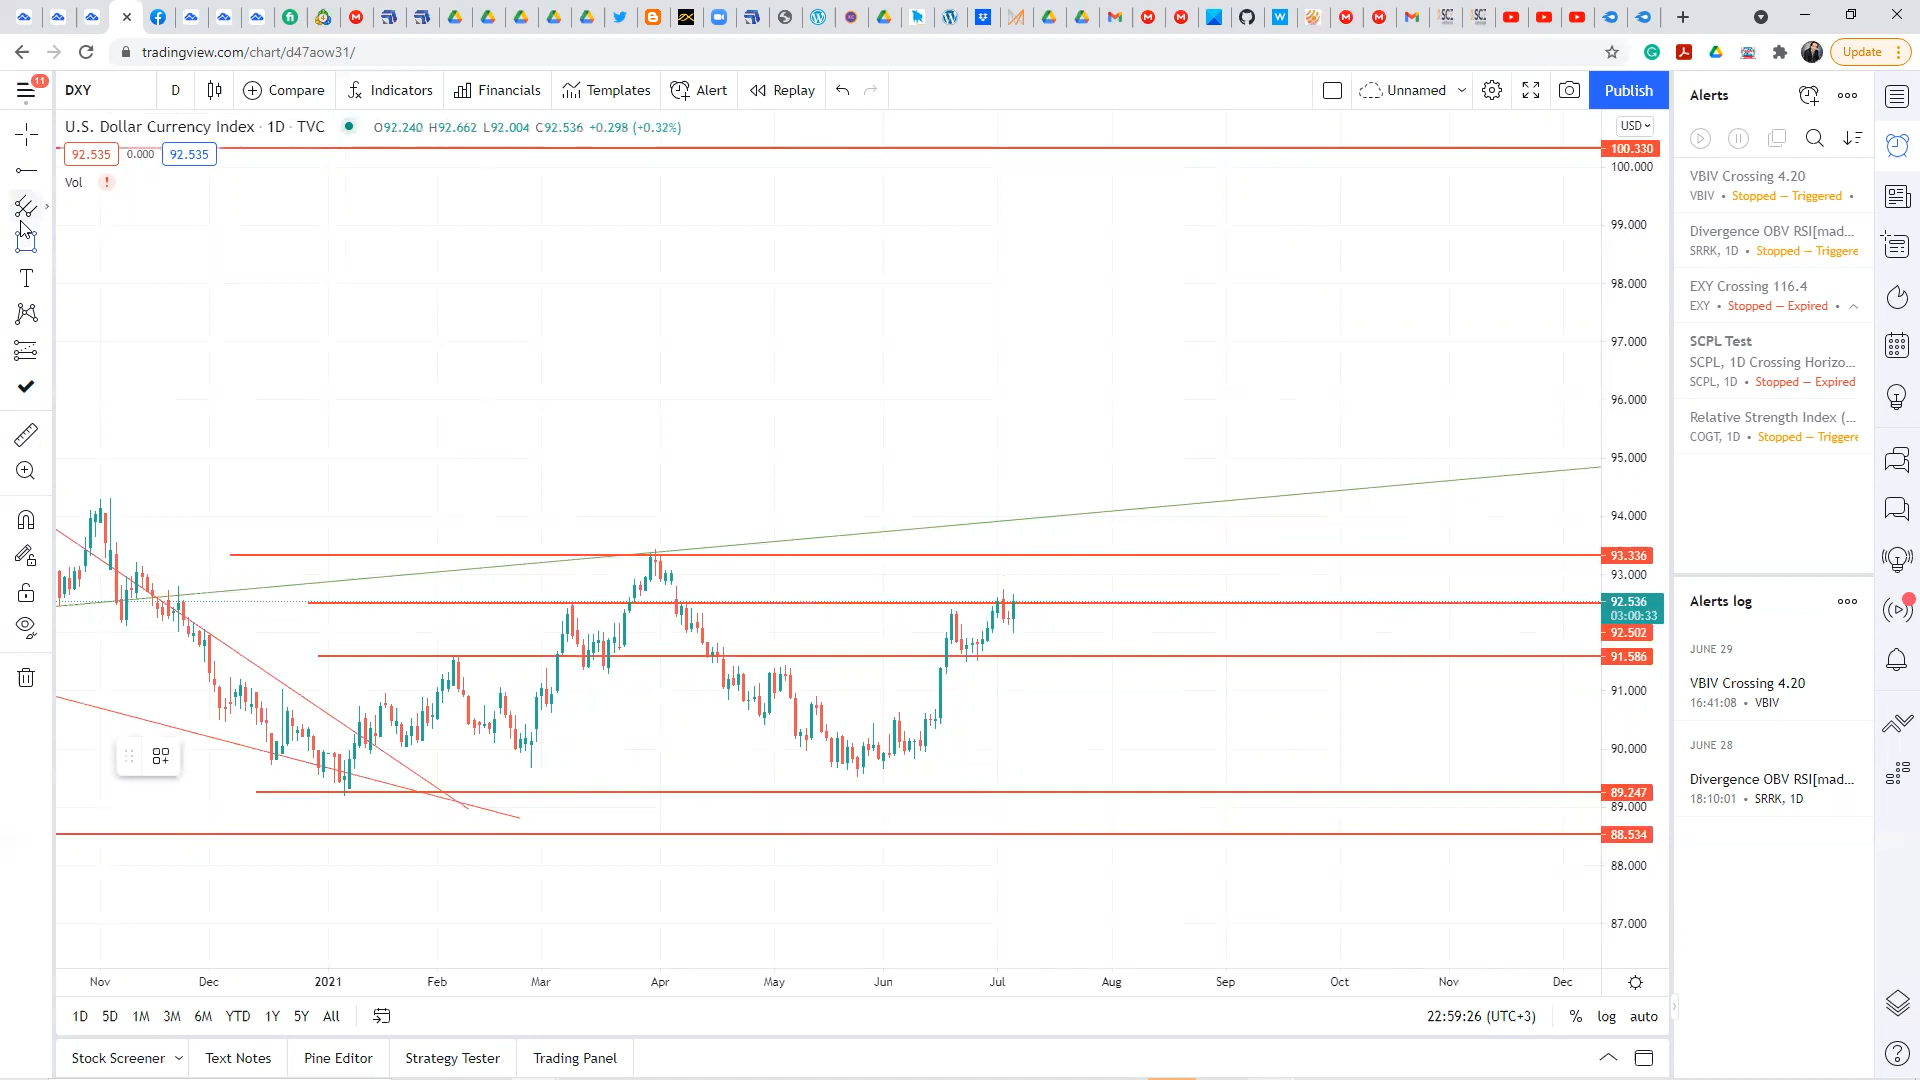 tradingview.com/chart/d47aow31/
Update
11
DXY
D
Compare
Indicators
Financials
Templates
Alert
Replay
Unnamed
Publish
U.S. Dollar Currency Index · 1D · TVC
O92.240 H92.662 L92.004 C92.536 +0.298 (+0.32%)
92.535
0.000
92.535
Vol
!
USD
100.330
100.000
99.000
98.000
97.000
96.000
95.000
94.000
93.336
93.000
92.536
03:00:33
92.502
91.586
91.000
90.000
89.247
89.000
88.534
88.000
87.000
Nov Dec 2021 Feb Mar Apr May Jun Jul Aug Sep Oct Nov Dec
1D 5D 1M 3M 6M YTD 1Y 5Y All
22:59:26 (UTC+3)
% log auto
Stock Screener
Text Notes
Pine Editor
Strategy Tester
Trading Panel
Alerts
VBIV Crossing 4.20
VBIV • Stopped — Triggered •
Divergence OBV RSI[mad...
SRRK, 1D • Stopped — Triggere
EXY Crossing 116.4
EXY • Stopped — Expired •
SCPL Test
SCPL, 1D Crossing Horizo...
SCPL, 1D • Stopped — Expired
Relative Strength Index (...
COGT, 1D • Stopped — Triggere
Alerts log
JUNE 29
VBIV Crossing 4.20
16:41:08 • VBIV
JUNE 28
Divergence OBV RSI[mad...
18:10:01 • SRRK, 1D